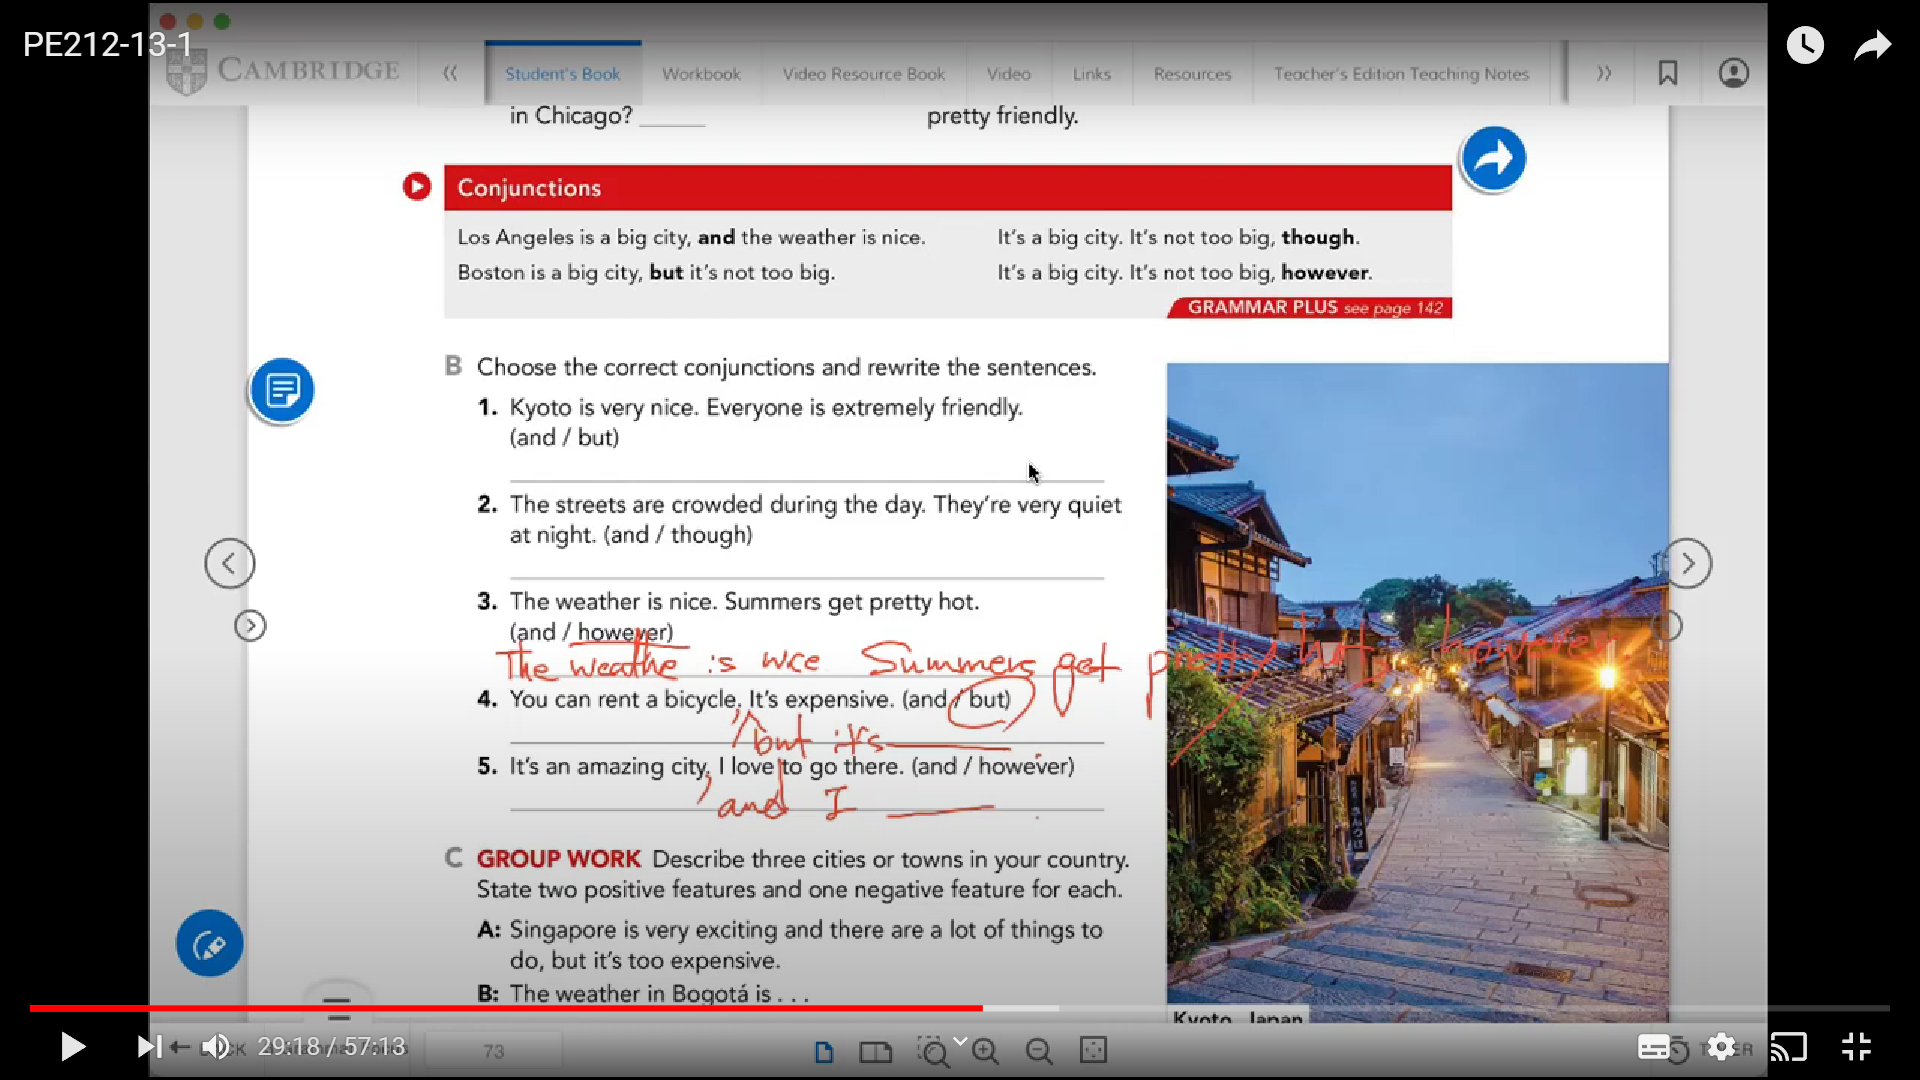 PE212-13-1
CAMBRIDGE
Student's Book Workbook Video Resource Book Video Links Resources Teacher's Edition Teaching Notes
in Chicago? ______ pretty friendly.
Conjunctions
Los Angeles is a big city, and the weather is nice. It's a big city. It's not too big, though.
Boston is a big city, but it's not too big. It's a big city. It's not too big, however.
GRAMMAR PLUS see page 142
B Choose the correct conjunctions and rewrite the sentences.
1. Kyoto is very nice. Everyone is extremely friendly.
(and / but)
2. The streets are crowded during the day. They're very quiet
at night. (and / though)
3. The weather is nice. Summers get pretty hot.
(and / however)
The weathe is nice Summers get pretty hot, however
4. You can rent a bicycle. It's expensive. (and / but)
, but it's
5. It's an amazing city, I love to go there. (and / however)
, and I
C GROUP WORK Describe three cities or towns in your country.
State two positive features and one negative feature for each.
A: Singapore is very exciting and there are a lot of things to
do, but it's too expensive.
B: The weather in Bogotá is . . .
Kyoto, Japan
29:18 / 57:13
73